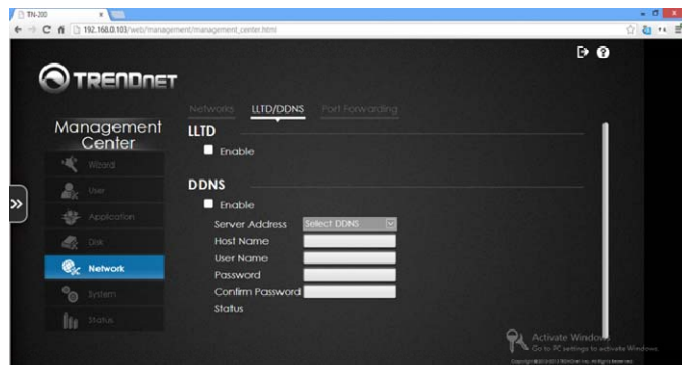 TN-200
192.168.0.103/web/management/management_center.html
TRENDNET
Networks LLTD/DDNS Port Forwarding
Management Center
Wizard
User
Application
Disk
Network
System
Status
LLTD
Enable
DDNS
Enable
Server Address Select DDNS
Host Name
User Name
Password
Confirm Password
Status
Activate Windows
Go to PC settings to activate Windows.